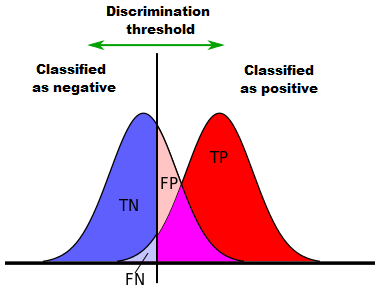 Discrimination
threshold
Classified
as negative
Classified
as positive
TN
FP
TP
FN